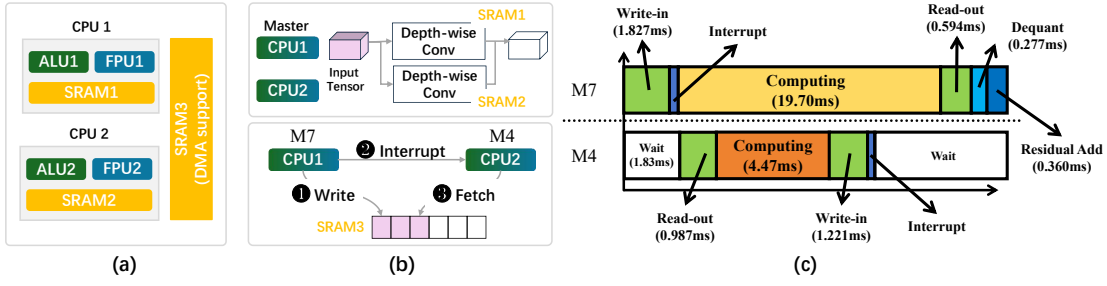 CPU 1
ALU1
FPU1
SRAM1
CPU 2
ALU2
FPU2
SRAM2
SRAM3
(DMA support)
(a)
Master
CPU1
CPU2
Input
Tensor
Depth-wise
Conv
SRAM1
Depth-wise
Conv
SRAM2
M7
M4
CPU1
❷ Interrupt
CPU2
❶ Write
❸ Fetch
SRAM3
(b)
Write-in
(1.827ms)
Interrupt
Read-out
(0.594ms)
Dequant
(0.277ms)
M7
Computing
(19.70ms)
M4
Wait
(1.83ms)
Computing
(4.47ms)
Wait
Residual Add
(0.360ms)
Read-out
(0.987ms)
Write-in
(1.221ms)
Interrupt
(c)